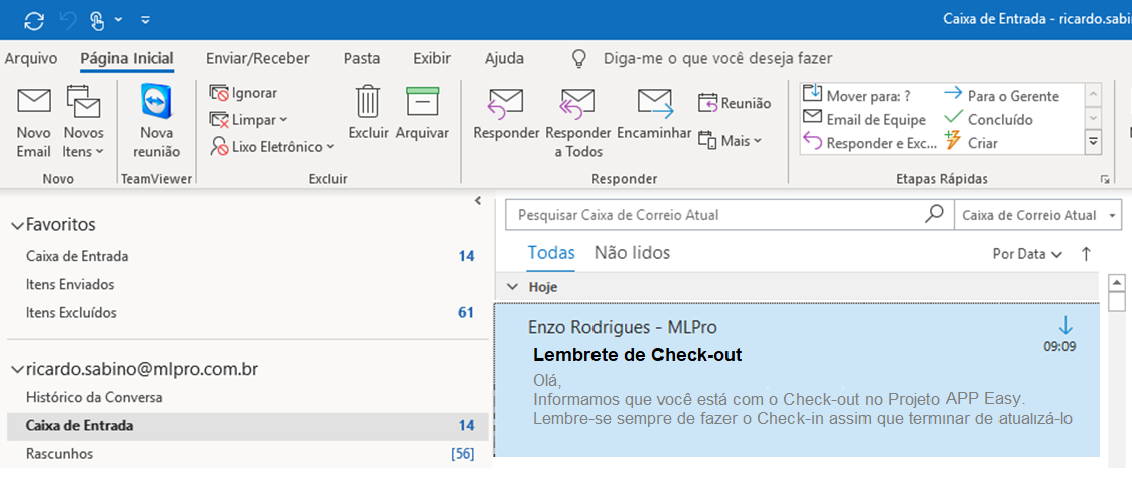 Caixa de Entrada - ricardo.sabi
Arquivo Página Inicial Enviar/Receber Pasta Exibir Ajuda Diga-me o que você deseja fazer
Novo Email
Novos Itens
Novo
Nova reunião
TeamViewer
Ignorar
Limpar
Lixo Eletrônico
Excluir
Arquivar
Excluir
Responder
Responder a Todos
Encaminhar
Reunião
Mais
Responder
Mover para: ?
Email de Equipe
Responder e Exc...
Para o Gerente
Concluído
Criar
Etapas Rápidas
Favoritos
Caixa de Entrada 14
Itens Enviados
Itens Excluídos 61
ricardo.sabino@mlpro.com.br
Histórico da Conversa
Caixa de Entrada 14
Rascunhos [56]
Pesquisar Caixa de Correio Atual Caixa de Correio Atual
Todas Não lidos Por Data
Hoje
Enzo Rodrigues - MLPro
Lembrete de Check-out 09:09
Olá,
Informamos que você está com o Check-out no Projeto APP Easy.
Lembre-se sempre de fazer o Check-in assim que terminar de atualizá-lo